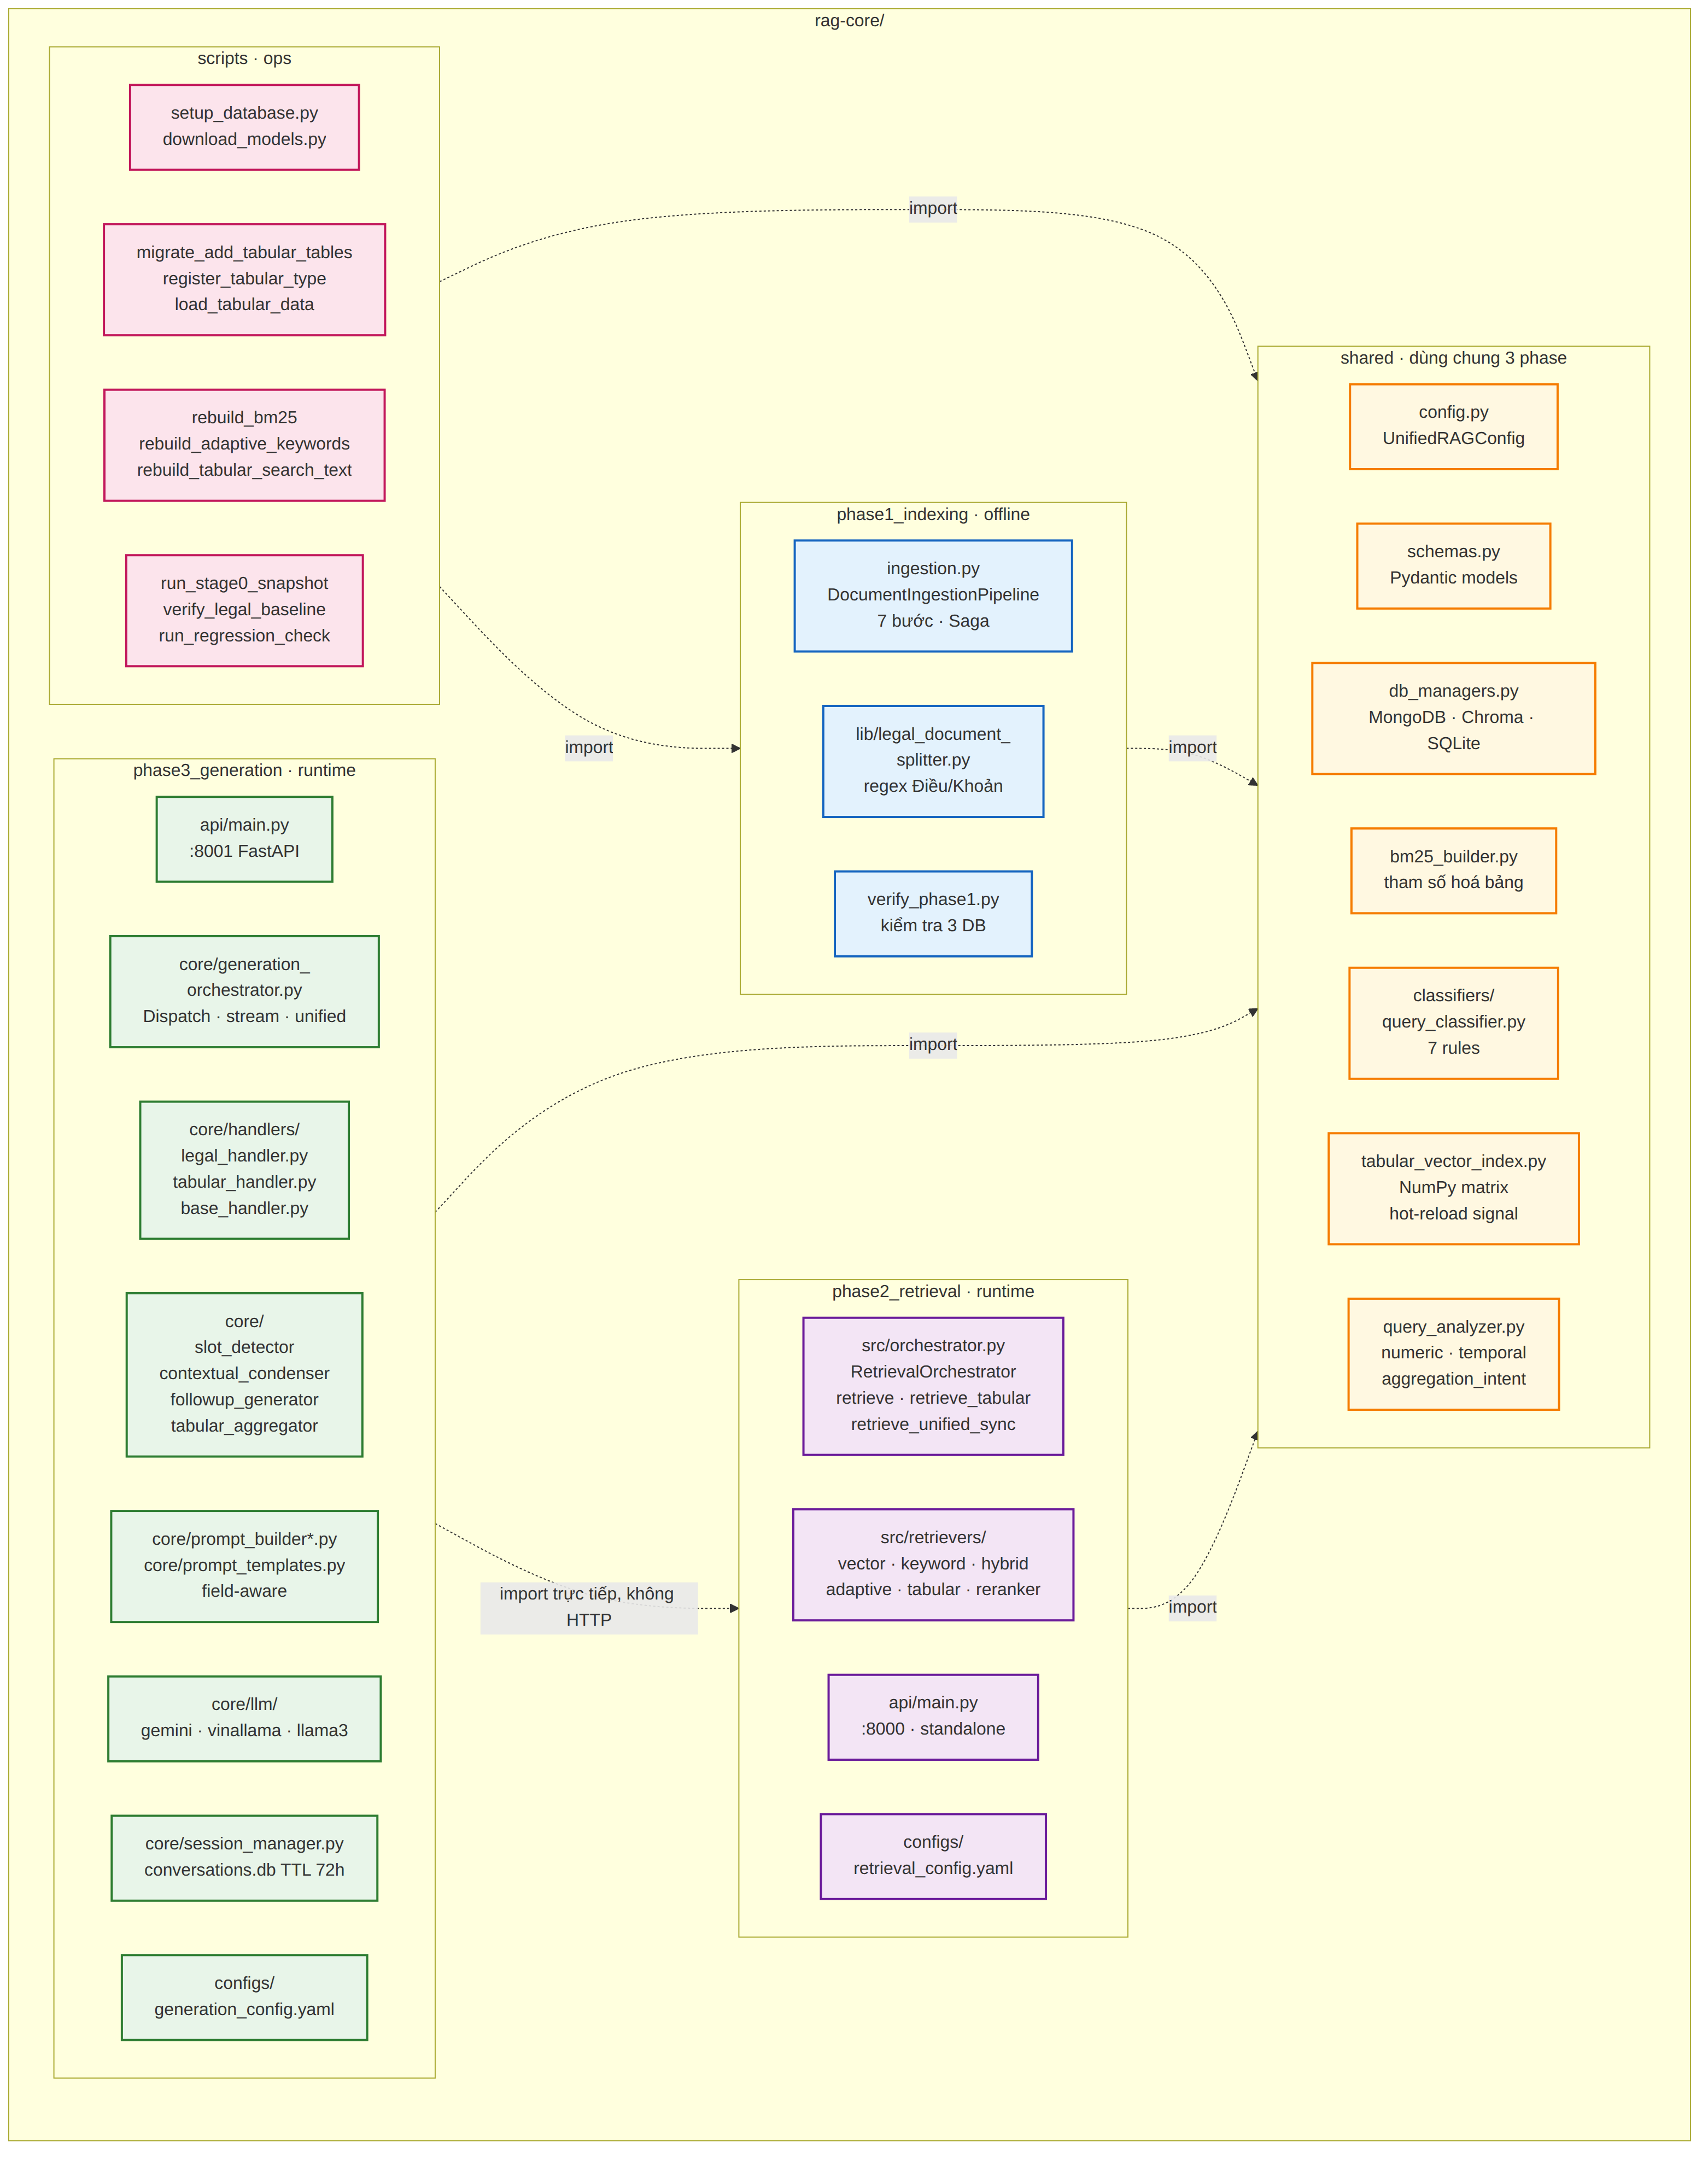 rag-core/
scripts · ops
setup_database.py
download_models.py
migrate_add_tabular_tables
register_tabular_type
load_tabular_data
rebuild_bm25
rebuild_adaptive_keywords
rebuild_tabular_search_text
run_stage0_snapshot
verify_legal_baseline
run_regression_check
import
import
phase3_generation · runtime
api/main.py
:8001 FastAPI
core/generation_
orchestrator.py
Dispatch · stream · unified
core/handlers/
legal_handler.py
tabular_handler.py
base_handler.py
core/
slot_detector
contextual_condenser
followup_generator
tabular_aggregator
core/prompt_builder*.py
core/prompt_templates.py
field-aware
core/llm/
gemini · vinallama · llama3
core/session_manager.py
conversations.db TTL 72h
configs/
generation_config.yaml
import
import trực tiếp, không
HTTP
phase1_indexing · offline
ingestion.py
DocumentIngestionPipeline
7 bước · Saga
lib/legal_document_
splitter.py
regex Điều/Khoản
verify_phase1.py
kiểm tra 3 DB
import
phase2_retrieval · runtime
src/orchestrator.py
RetrievalOrchestrator
retrieve · retrieve_tabular
retrieve_unified_sync
src/retrievers/
vector · keyword · hybrid
adaptive · tabular · reranker
api/main.py
:8000 · standalone
configs/
retrieval_config.yaml
import
shared · dùng chung 3 phase
config.py
UnifiedRAGConfig
schemas.py
Pydantic models
db_managers.py
MongoDB · Chroma ·
SQLite
bm25_builder.py
tham số hoá bảng
classifiers/
query_classifier.py
7 rules
tabular_vector_index.py
NumPy matrix
hot-reload signal
query_analyzer.py
numeric · temporal
aggregation_intent